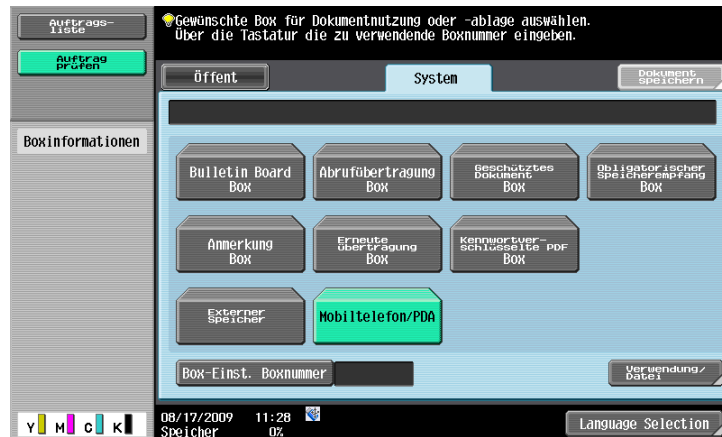 Auftrags-
liste
Auftrag
prüfen
Boxinformationen
Gewünschte Box für Dokumentnutzung oder -ablage auswählen.
Über die Tastatur die zu verwendende Boxnummer eingeben.
Öffent
System
Dokument
speichern
Bulletin Board
Box
Abrufübertragung
Box
Geschütztes
Dokument
Box
Obligatorischer
Speicherempfang
Box
Anmerkung
Box
Erneute
übertragung
Box
Kennwortver-
schlüsselte PDF
Box
Externer
Speicher
Mobiltelefon/PDA
Box-Einst. Boxnummer
Verwendung/
Datei
Y M C K
08/17/2009 11:28
Speicher 0%
Language Selection